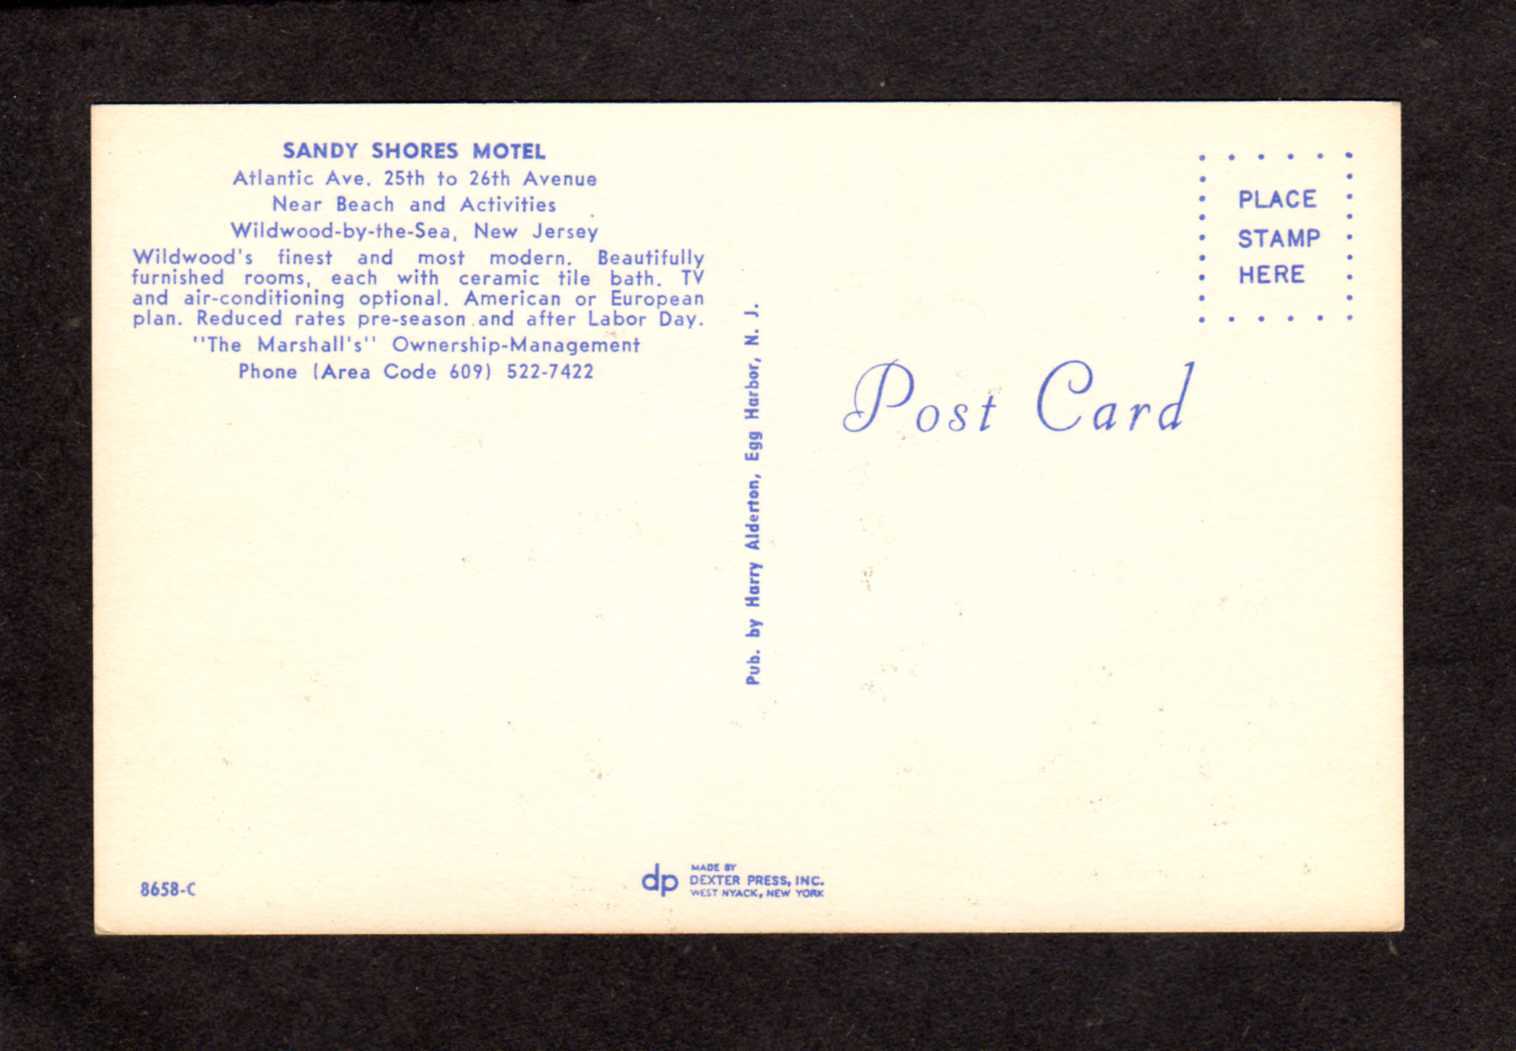 SANDY SHORES MOTEL
Atlantic Ave. 25th to 26th Avenue
Near Beach and Activities
Wildwood-by-the-Sea, New Jersey
Wildwood's finest and most modern. Beautifully
furnished rooms, each with ceramic tile bath. TV
and air-conditioning optional. American or European
plan. Reduced rates pre-season and after Labor Day.
"The Marshall's" Ownership-Management
Phone (Area Code 609) 522-7422
8658-C
Pub. by Harry Alderton, Egg Harbor, N. J.
dp
MADE BY
DEXTER PRESS, INC.
WEST NYACK, NEW YORK
PLACE
STAMP
HERE
Post Card